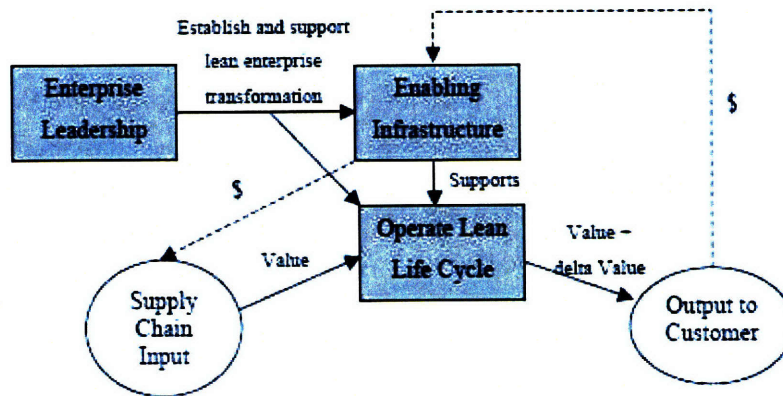 Establish and support
lean enterprise
transformation
Enterprise
Leadership
Enabling
Infrastructure
$
$
Supports
Operate Lean
Life Cycle
Value
Value –
delta Value
Supply
Chain
Input
Output to
Customer